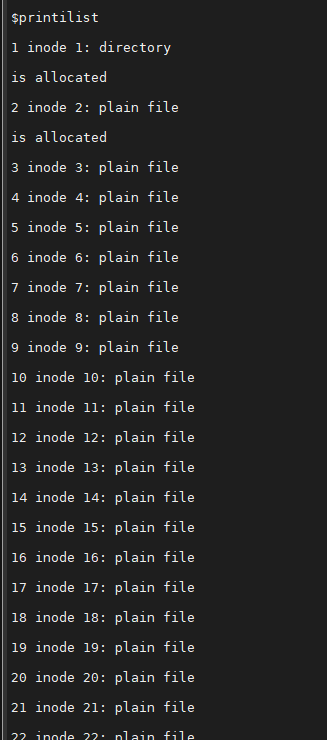 $printilist
1 inode 1: directory
is allocated
2 inode 2: plain file
is allocated
3 inode 3: plain file
4 inode 4: plain file
5 inode 5: plain file
6 inode 6: plain file
7 inode 7: plain file
8 inode 8: plain file
9 inode 9: plain file
10 inode 10: plain file
11 inode 11: plain file
12 inode 12: plain file
13 inode 13: plain file
14 inode 14: plain file
15 inode 15: plain file
16 inode 16: plain file
17 inode 17: plain file
18 inode 18: plain file
19 inode 19: plain file
20 inode 20: plain file
21 inode 21: plain file
22 inode 22: plain file